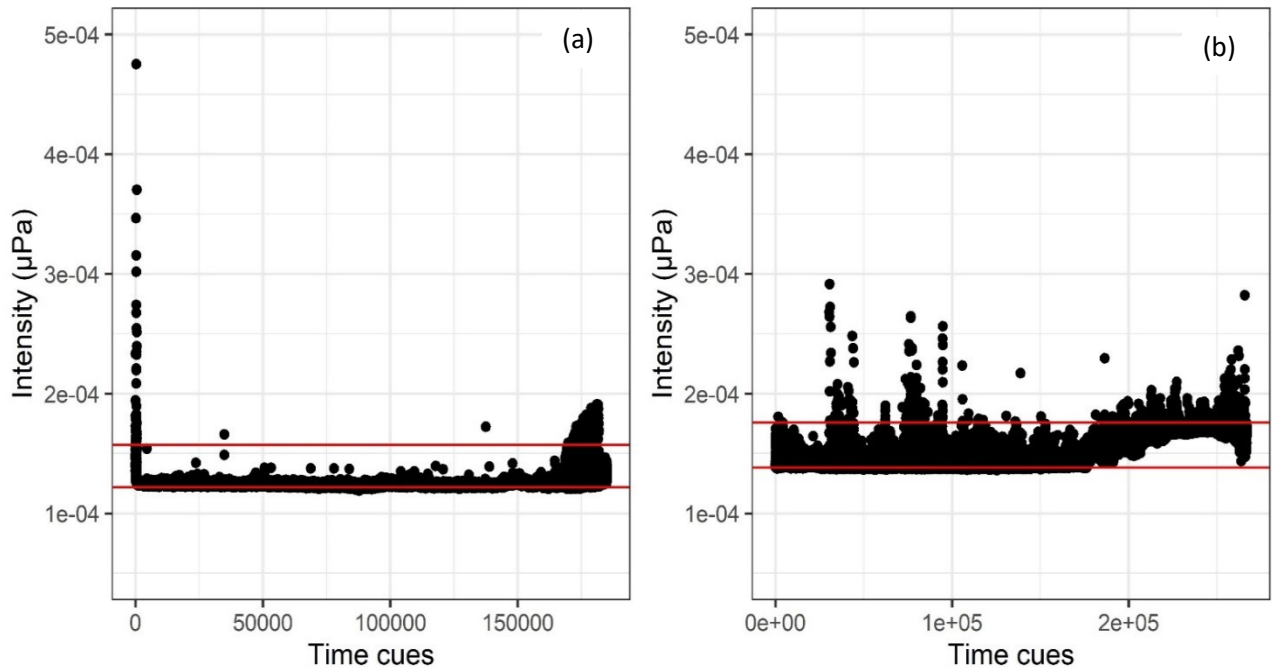 (a)
5e-04
4e-04
3e-04
2e-04
1e-04
Intensity (µPa)
0
50000
100000
150000
Time cues
(b)
5e-04
4e-04
3e-04
2e-04
1e-04
Intensity (µPa)
0e+00
1e+05
2e+05
Time cues